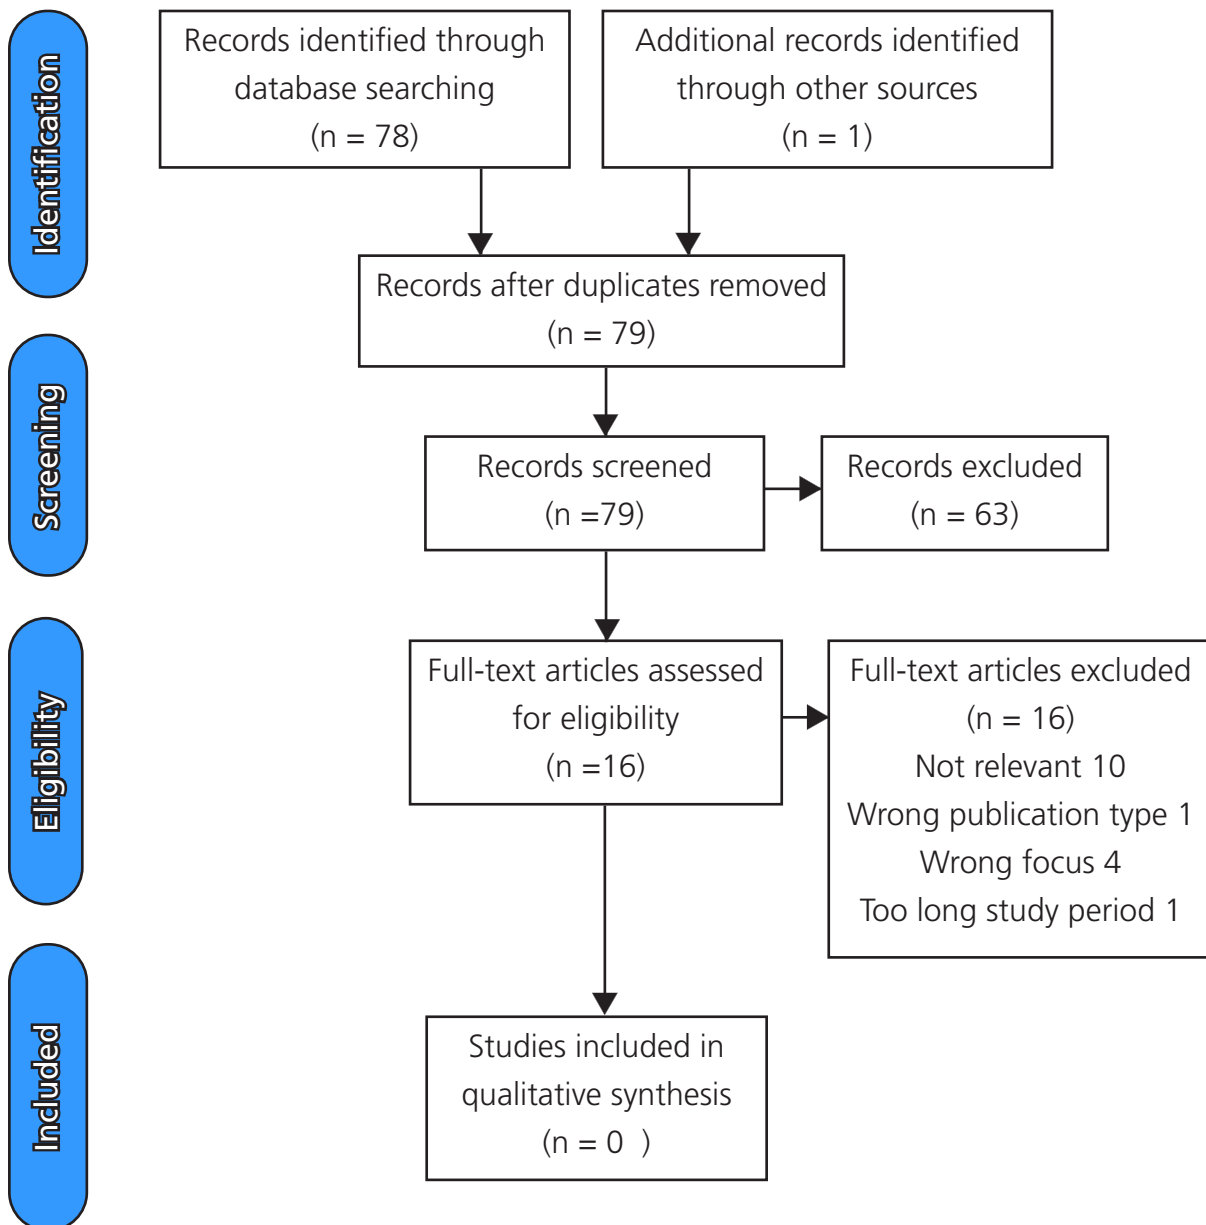 Identification
Records identified through
database searching
(n = 78)
Additional records identified
through other sources
(n = 1)
Records after duplicates removed
(n = 79)
Screening
Records screened
(n =79)
Records excluded
(n = 63)
Eligibility
Full-text articles assessed
for eligibility
(n =16)
Full-text articles excluded
(n = 16)
Not relevant 10
Wrong publication type 1
Wrong focus 4
Too long study period 1
Included
Studies included in
qualitative synthesis
(n = 0  )